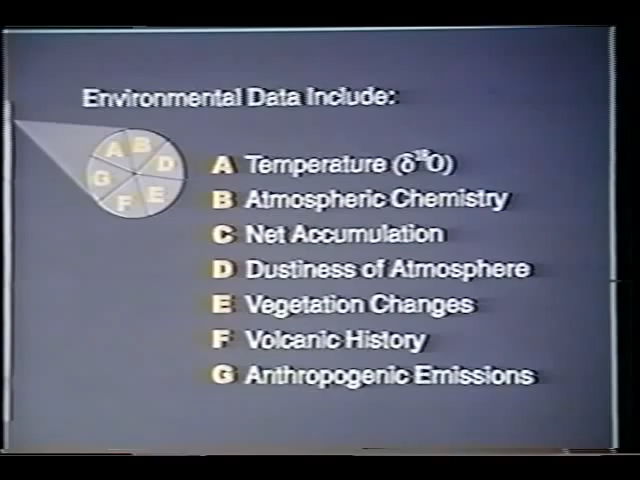 Environmental Data Include:
A B D E F G
A Temperature (δ¹⁸O)
B Atmospheric Chemistry
C Net Accumulation
D Dustiness of Atmosphere
E Vegetation Changes
F Volcanic History
G Anthropogenic Emissions